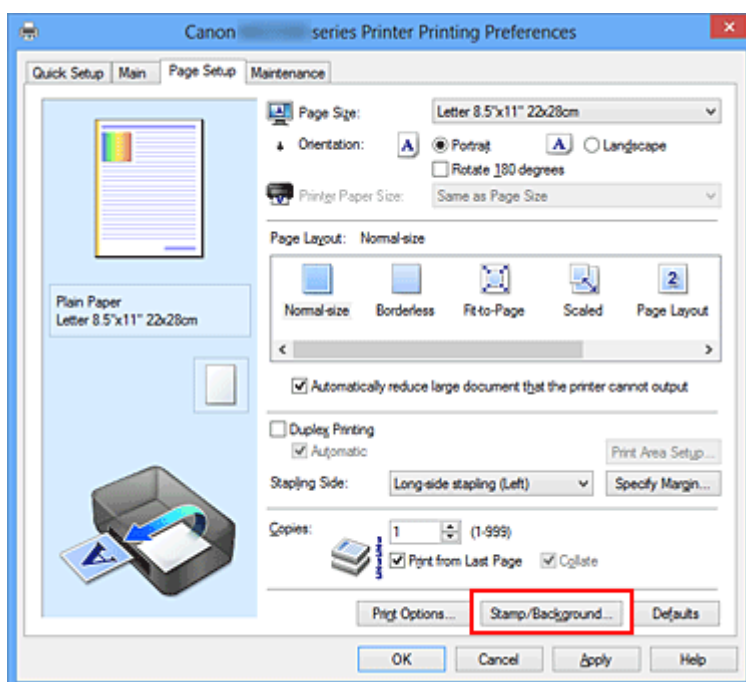 Canon series Printer Printing Preferences
Quick Setup Main Page Setup Maintenance
Page Size: Letter 8.5"x11" 22x28cm
Orientation: A Portrait A Landscape
Rotate 180 degrees
Printer Paper Size: Same as Page Size
Page Layout: Normal-size
2
Normal-size Borderless Fit-to-Page Scaled Page Layout
Plain Paper
Letter 8.5"x11" 22x28cm
Automatically reduce large document that the printer cannot output
Duplex Printing
Automatic
Print Area Setup...
Stapling Side: Long-side stapling (Left) Specify Margin...
Copies: 1 (1-999)
Print from Last Page Collate
A
Print Options... Stamp/Background... Defaults
OK Cancel Apply Help